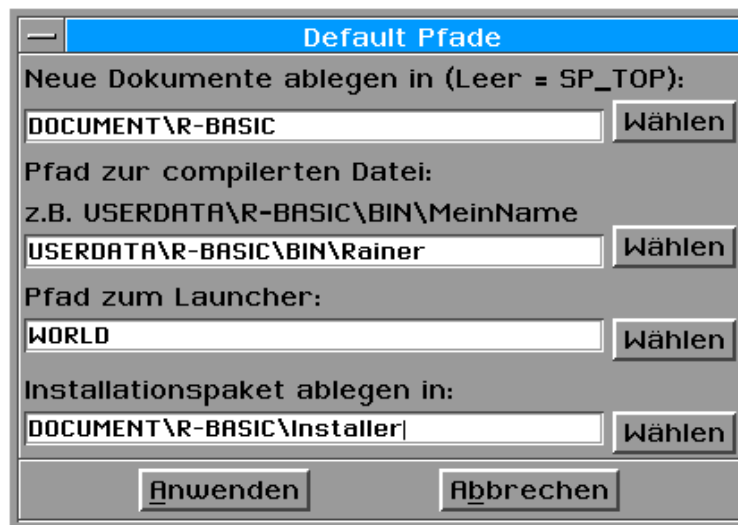 Default Pfade
Neue Dokumente ablegen in (Leer = SP_TOP):
DOCUMENT\R-BASIC
Wählen
Pfad zur compilerten Datei:
z.B. USERDATA\R-BASIC\BIN\MeinName
USERDATA\R-BASIC\BIN\Rainer
Wählen
Pfad zum Launcher:
WORLD
Wählen
Installationspaket ablegen in:
DOCUMENT\R-BASIC\Installer
Wählen
Anwenden Abbrechen